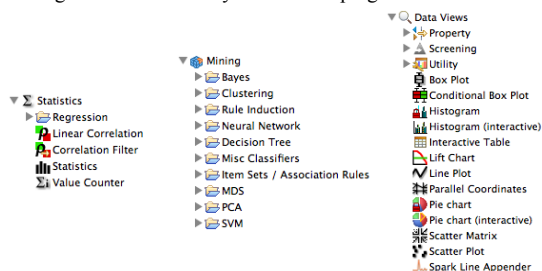 Statistics
Regression
Linear Correlation
Correlation Filter
Statistics
Value Counter
Mining
Bayes
Clustering
Rule Induction
Neural Network
Decision Tree
Misc Classifiers
Item Sets / Association Rules
MDS
PCA
SVM
Data Views
Property
Screening
Utility
Box Plot
Conditional Box Plot
Histogram
Histogram (interactive)
Interactive Table
Lift Chart
Line Plot
Parallel Coordinates
Pie chart
Pie chart (interactive)
Scatter Matrix
Scatter Plot
Spark Line Appender